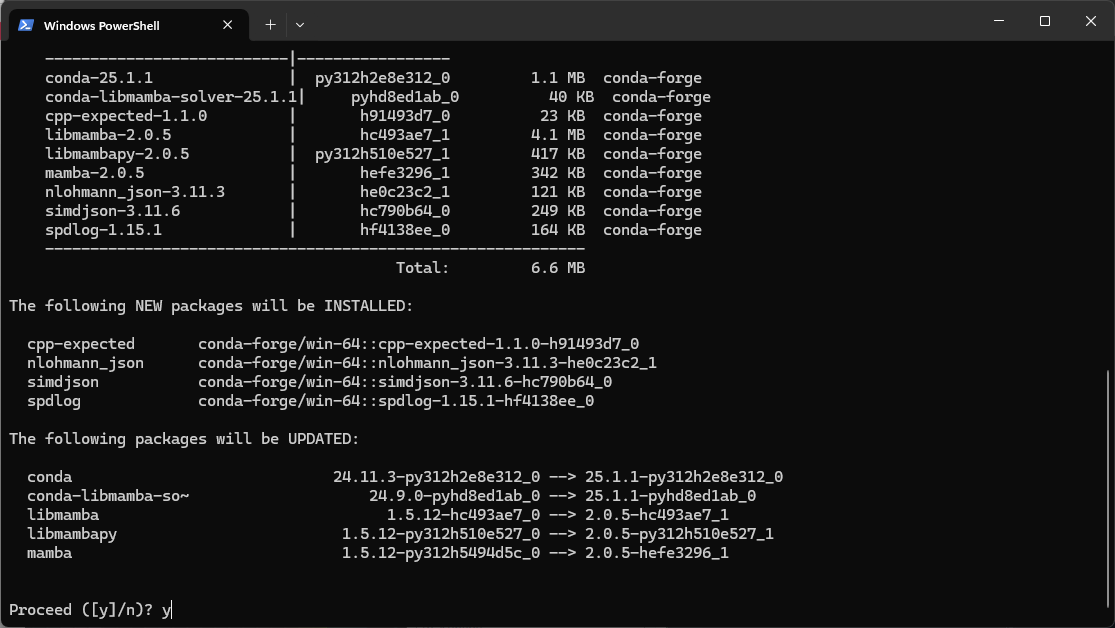 Windows PowerShell
---------------------------|-----------------
conda-25.1.1 | py312h2e8e312_0 1.1 MB conda-forge
conda-libmamba-solver-25.1.1| pyhd8ed1ab_0 40 KB conda-forge
cpp-expected-1.1.0 | h91493d7_0 23 KB conda-forge
libmamba-2.0.5 | hc493ae7_1 4.1 MB conda-forge
libmambapy-2.0.5 | py312h510e527_1 417 KB conda-forge
mamba-2.0.5 | hefe3296_1 342 KB conda-forge
nlohmann_json-3.11.3 | he0c23c2_1 121 KB conda-forge
simdjson-3.11.6 | hc790b64_0 249 KB conda-forge
spdlog-1.15.1 | hf4138ee_0 164 KB conda-forge
------------------------------------------------------------
Total: 6.6 MB
The following NEW packages will be INSTALLED:
cpp-expected conda-forge/win-64::cpp-expected-1.1.0-h91493d7_0
nlohmann_json conda-forge/win-64::nlohmann_json-3.11.3-he0c23c2_1
simdjson conda-forge/win-64::simdjson-3.11.6-hc790b64_0
spdlog conda-forge/win-64::spdlog-1.15.1-hf4138ee_0
The following packages will be UPDATED:
conda 24.11.3-py312h2e8e312_0 --> 25.1.1-py312h2e8e312_0
conda-libmamba-so~ 24.9.0-pyhd8ed1ab_0 --> 25.1.1-pyhd8ed1ab_0
libmamba 1.5.12-hc493ae7_0 --> 2.0.5-hc493ae7_1
libmambapy 1.5.12-py312h510e527_0 --> 2.0.5-py312h510e527_1
mamba 1.5.12-py312h5494d5c_0 --> 2.0.5-hefe3296_1
Proceed ([y]/n)? y